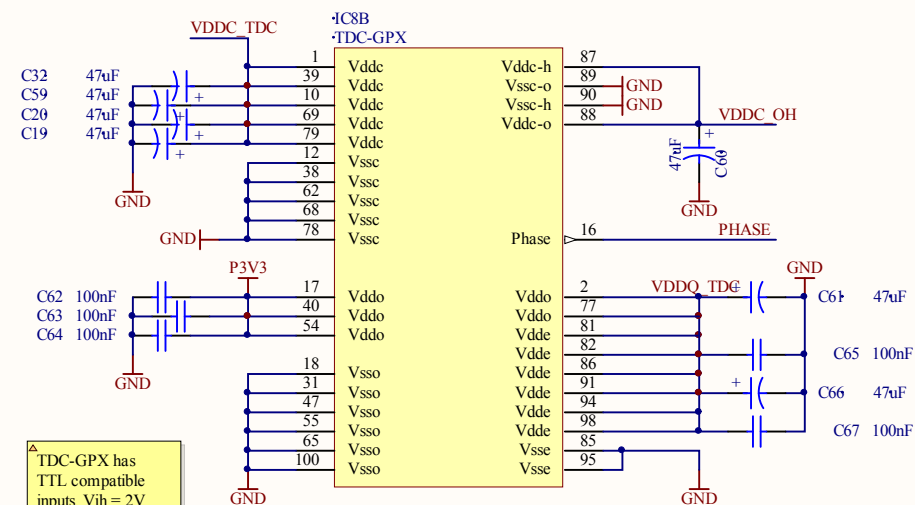 IC8B
TDC-GPX
VDDC_TDC
C32 47uF
C59 47uF
C20 47uF
C19 47uF
+
+
+
+
GND
1 Vddc
39 Vddc
10 Vddc
69 Vddc
79 Vddc
12 Vssc
38 Vssc
62 Vssc
68 Vssc
78 Vssc
GND
P3V3
C62 100nF
C63 100nF
C64 100nF
GND
17 Vddo
40 Vddo
54 Vddo
18 Vsso
31 Vsso
47 Vsso
55 Vsso
65 Vsso
100 Vsso
GND
Vddc-h 87
Vssc-o 89 GND
Vssc-h 90 GND
Vddc-o 88
VDDC_OH
+
47uF C60
GND
Phase 16 PHASE
Vddo 2
Vddo 77
Vdde 81
Vdde 82
Vdde 86
Vdde 91
Vdde 94
Vdde 98
Vsse 85
Vsse 95
VDDO_TDC
GND
+
C61 47uF
C65 100nF
+
C66 47uF
C67 100nF
GND
TDC-GPX has
TTL compatible
inputs, Vih = 2V